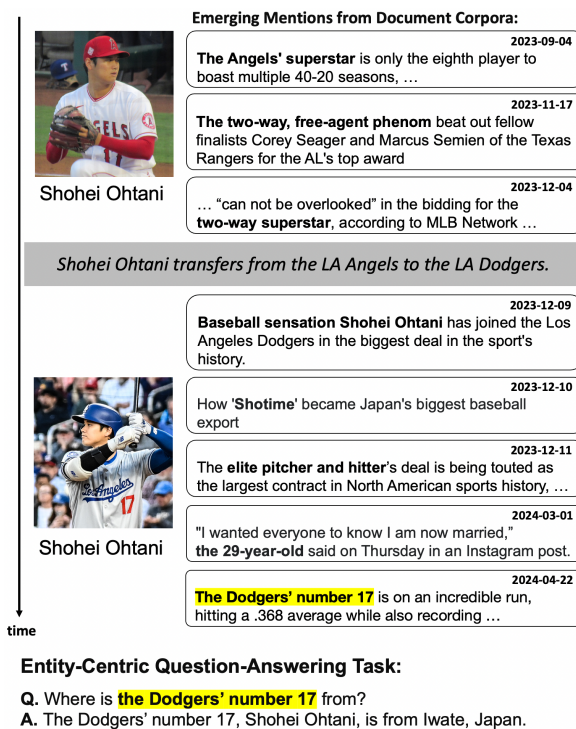 Emerging Mentions from Document Corpora:
2023-09-04
The Angels' superstar is only the eighth player to
boast multiple 40-20 seasons, …
ANGELS
17
Shohei Ohtani
2023-11-17
The two-way, free-agent phenom beat out fellow
finalists Corey Seager and Marcus Semien of the Texas
Rangers for the AL's top award
2023-12-04
… “can not be overlooked” in the bidding for the
two-way superstar, according to MLB Network …
Shohei Ohtani transfers from the LA Angels to the LA Dodgers.
2023-12-09
Baseball sensation Shohei Ohtani has joined the Los
Angeles Dodgers in the biggest deal in the sport's
history.
2023-12-10
How 'Shotime' became Japan's biggest baseball
export
2023-12-11
The elite pitcher and hitter’s deal is being touted as
the largest contract in North American sports history, …
Los Angeles
17
Shohei Ohtani
2024-03-01
"I wanted everyone to know I am now married,”
the 29-year-old said on Thursday in an Instagram post.
2024-04-22
The Dodgers’ number 17 is on an incredible run,
hitting a .368 average while also recording …
time
Entity-Centric Question-Answering Task:
Q. Where is the Dodgers’ number 17 from?
A. The Dodgers’ number 17, Shohei Ohtani, is from Iwate, Japan.